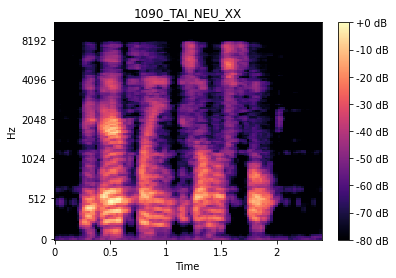 1090_TAI_NEU_XX
+0 dB
8192
-10 dB
4096
-20 dB
-30 dB
2048
Hz
-40 dB
1024
-50 dB
512
-60 dB
-70 dB
0
-80 dB
0
0.5
1
1.5
2
Time